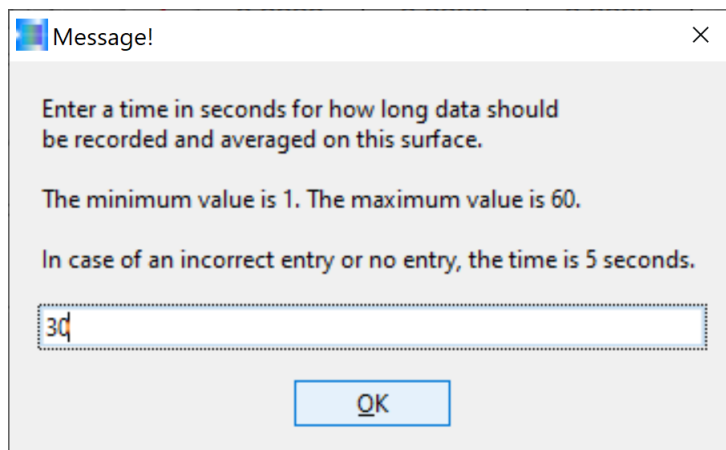 Message!
Enter a time in seconds for how long data should
be recorded and averaged on this surface.
The minimum value is 1. The maximum value is 60.
In case of an incorrect entry or no entry, the time is 5 seconds.
30
OK